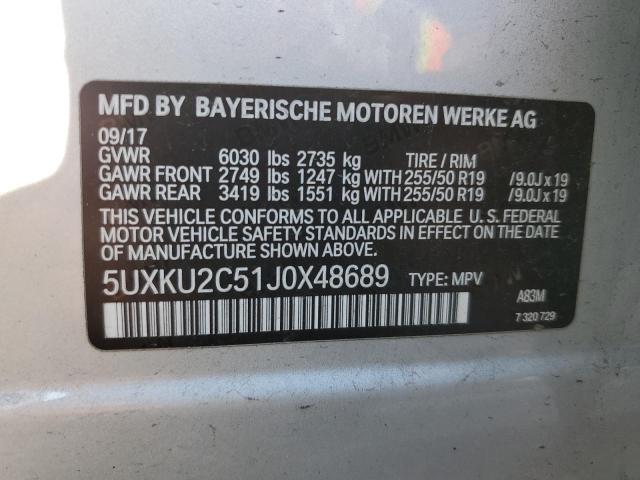 MFD BY BAYERISCHE MOTOREN WERKE AG
09/17
GVWR 6030 lbs 2735 kg TIRE / RIM
GAWR FRONT 2749 lbs 1247 kg WITH 255/50 R19 /9.0J x 19
GAWR REAR 3419 lbs 1551 kg WITH 255/50 R19 /9.0J x 19
THIS VEHICLE CONFORMS TO ALL APPLICABLE U.S. FEDERAL
MOTOR VEHICLE SAFETY STANDARDS IN EFFECT ON THE DATE
OF MANUFACTURE SHOWN ABOVE.
5UXKU2C51J0X48689 TYPE: MPV
A83M
7 320 729